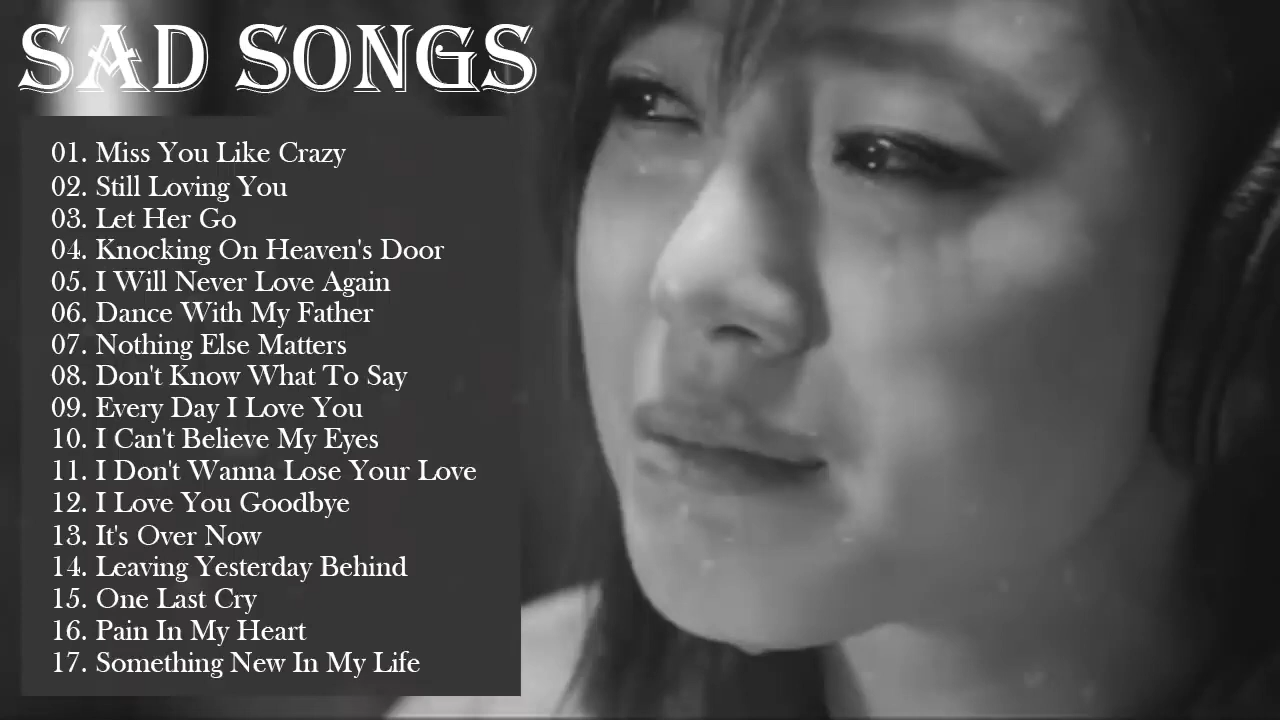 SAD SONGS
01. Miss You Like Crazy
02. Still Loving You
03. Let Her Go
04. Knocking On Heaven's Door
05. I Will Never Love Again
06. Dance With My Father
07. Nothing Else Matters
08. Don't Know What To Say
09. Every Day I Love You
10. I Can't Believe My Eyes
11. I Don't Wanna Lose Your Love
12. I Love You Goodbye
13. It's Over Now
14. Leaving Yesterday Behind
15. One Last Cry
16. Pain In My Heart
17. Something New In My Life